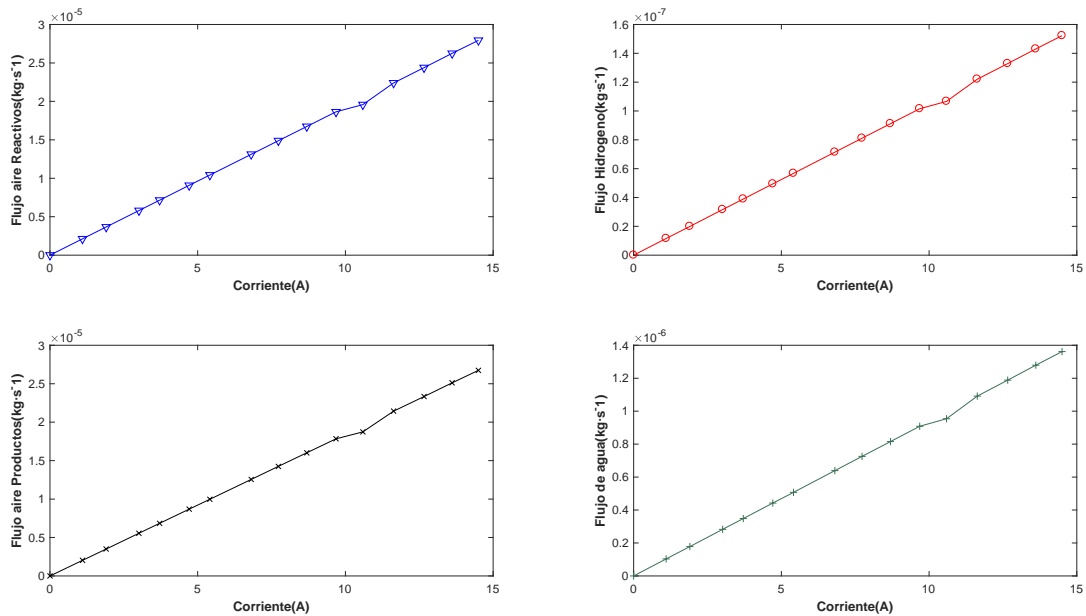 ×10⁻⁵
3
2.5
2
1.5
1
0.5
0
0 5 10 15
Corriente(A)
Flujo aire Reactivos(kg·s⁻1)
×10⁻⁷
1.6
1.4
1.2
1
0.8
0.6
0.4
0.2
0
0 5 10 15
Corriente(A)
Flujo Hidrogeno(kg·s⁻1)
×10⁻⁵
3
2.5
2
1.5
1
0.5
0
0 5 10 15
Corriente(A)
Flujo aire Productos(kg·s⁻1)
×10⁻⁶
1.4
1.2
1
0.8
0.6
0.4
0.2
0
0 5 10 15
Corriente(A)
Flujo de agua(kg·s⁻1)